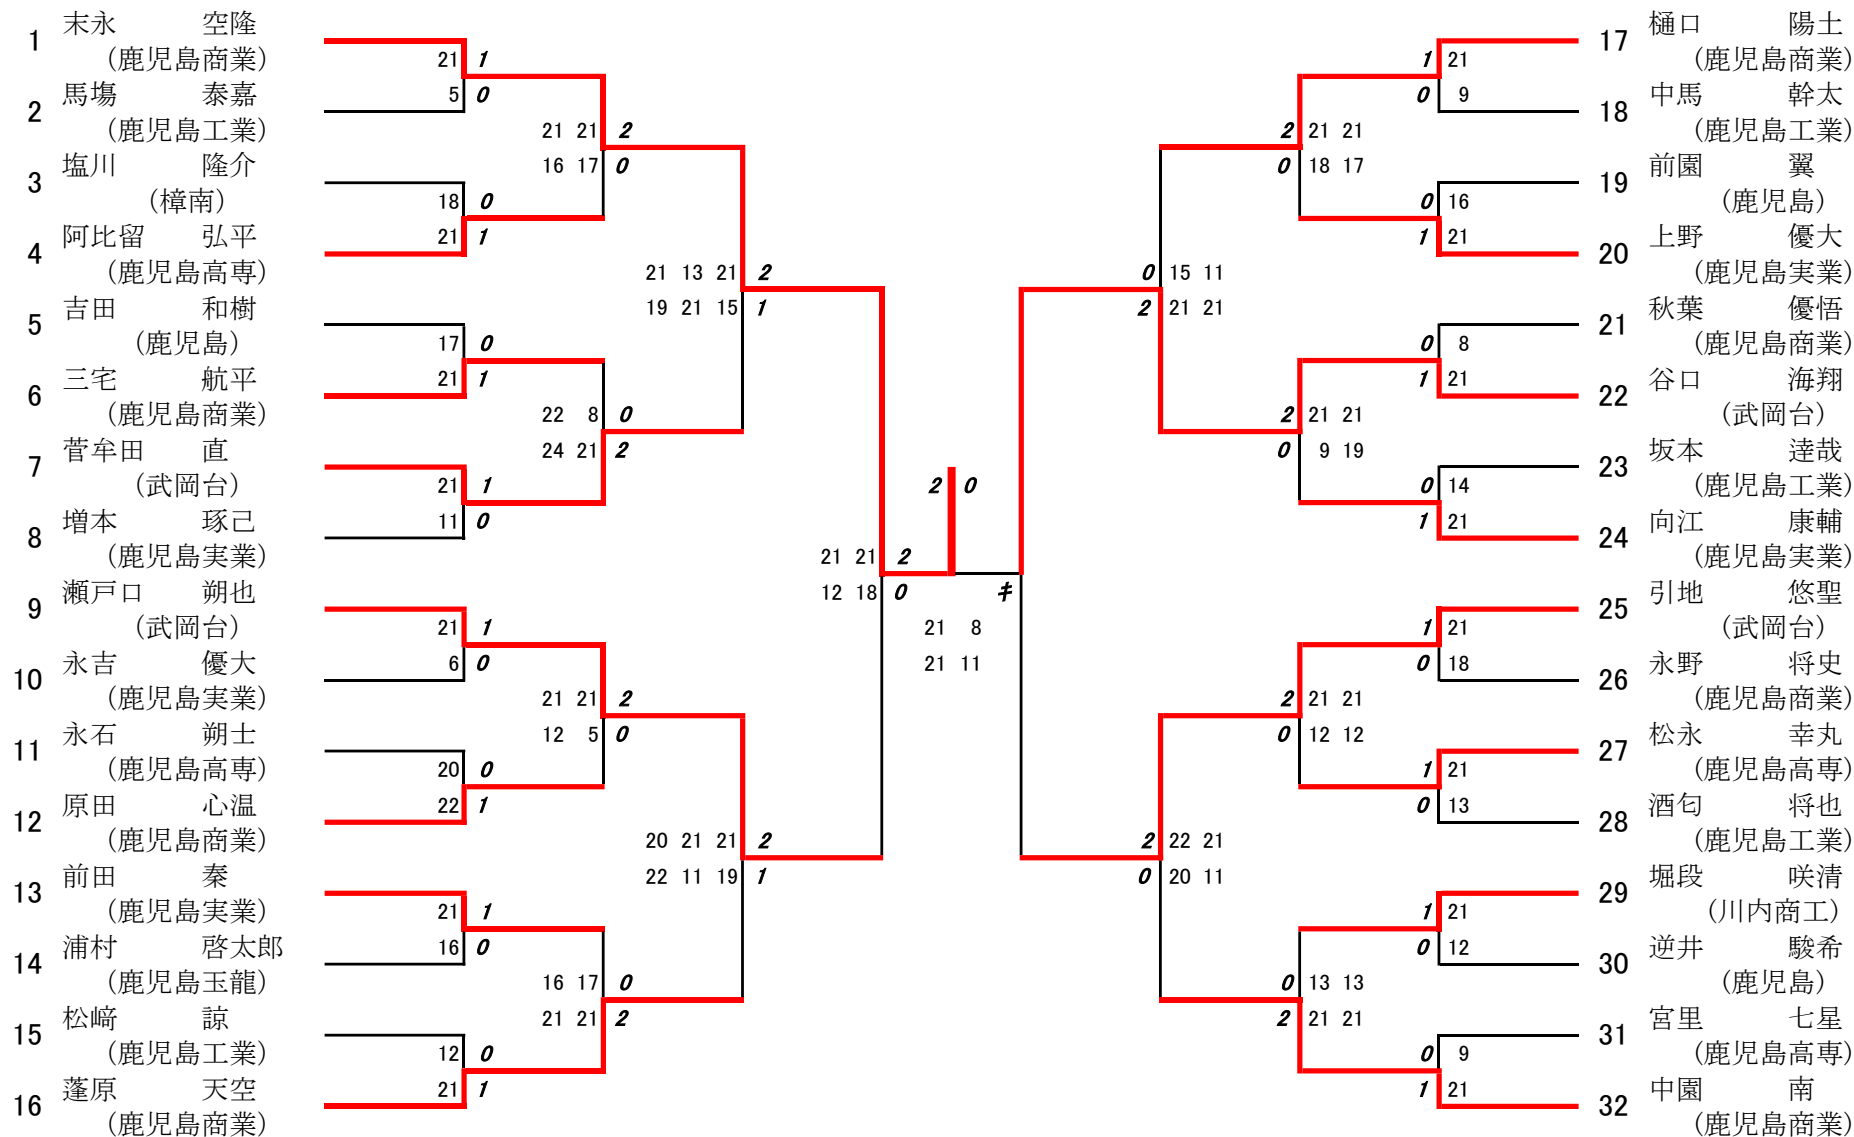 1 末永 空隆
(鹿児島商業)
21 1
2 馬塲 泰嘉
(鹿児島工業)
5 0
21 21 2
16 17 0
3 塩川 隆介
(樟南)
18 0
4 阿比留 弘平
(鹿児島高専)
21 1
21 13 21 2
19 21 15 1
5 吉田 和樹
(鹿児島)
17 0
6 三宅 航平
(鹿児島商業)
21 1
22 8 0
24 21 2
7 菅牟田 直
(武岡台)
21 1
8 増本 琢己
(鹿児島実業)
11 0
21 21 2
12 18 0
9 瀬戸口 朔也
(武岡台)
21 1
10 永吉 優大
(鹿児島実業)
6 0
21 21 2
12 5 0
11 永石 朔士
(鹿児島高専)
20 0
12 原田 心温
(鹿児島商業)
22 1
20 21 21 2
22 11 19 1
13 前田 秦
(鹿児島実業)
21 1
14 浦村 啓太郎
(鹿児島玉龍)
16 0
16 17 0
21 21 2
15 松﨑 諒
(鹿児島工業)
12 0
16 蓬原 天空
(鹿児島商業)
21 1
2 0
キ
21 8
21 11
17 樋口 陽土
(鹿児島商業)
1 21
18 中馬 幹太
(鹿児島工業)
0 9
2 21 21
0 18 17
19 前園 翼
(鹿児島)
0 16
20 上野 優大
(鹿児島実業)
1 21
0 15 11
2 21 21
21 秋葉 優悟
(鹿児島商業)
0 8
22 谷口 海翔
(武岡台)
1 21
2 21 21
0 9 19
23 坂本 達哉
(鹿児島工業)
0 14
24 向江 康輔
(鹿児島実業)
1 21
25 引地 悠聖
(武岡台)
1 21
26 永野 将史
(鹿児島商業)
0 18
2 21 21
0 12 12
27 松永 幸丸
(鹿児島高専)
1 21
28 酒匂 将也
(鹿児島工業)
0 13
2 22 21
0 20 11
29 堀段 咲清
(川内商工)
1 21
30 逆井 駿希
(鹿児島)
0 12
0 13 13
2 21 21
31 宮里 七星
(鹿児島高専)
0 9
32 中園 南
(鹿児島商業)
1 21